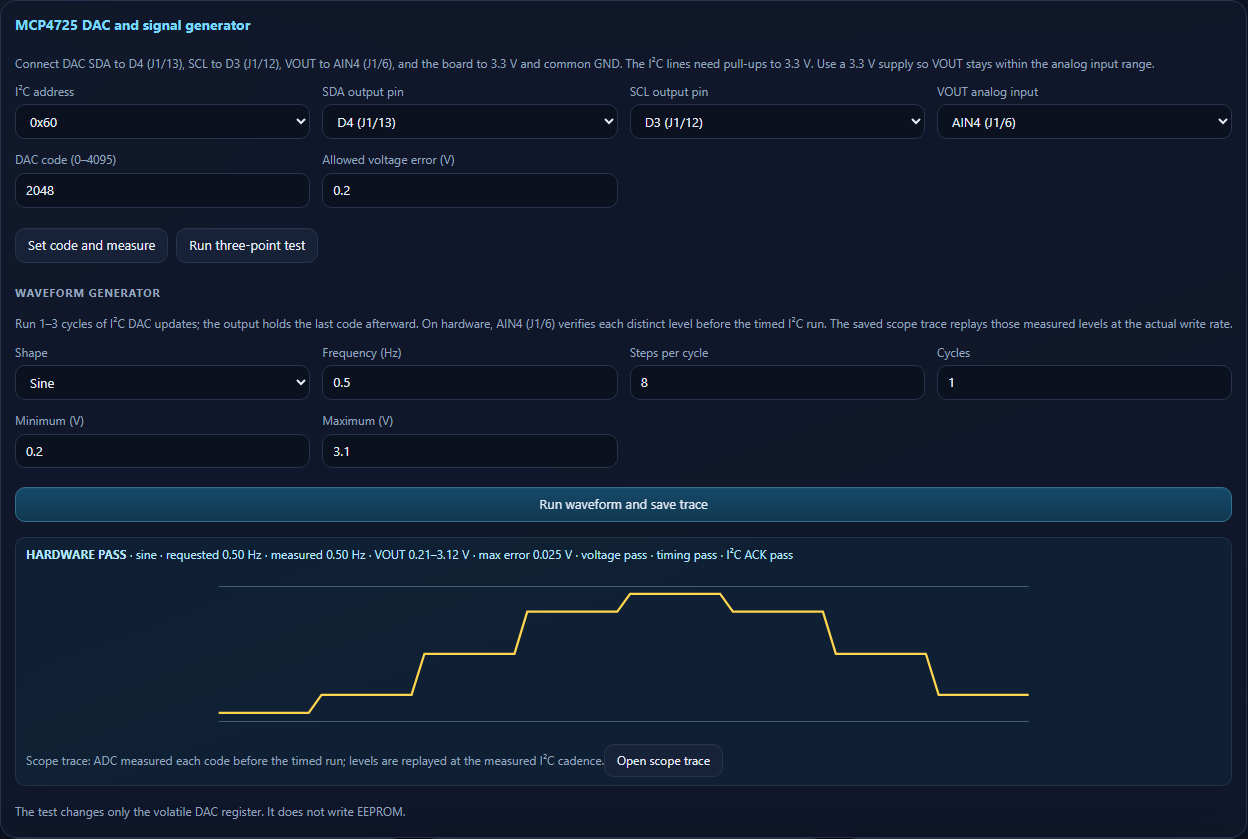 MCP4725 DAC and signal generator
Connect DAC SDA to D4 (J1/13), SCL to D3 (J1/12), VOUT to AIN4 (J1/6), and the board to 3.3 V and common GND. The I²C lines need pull-ups to 3.3 V. Use a 3.3 V supply so VOUT stays within the analog input range.
I²C address SDA output pin SCL output pin VOUT analog input
0x60 D4 (J1/13) D3 (J1/12) AIN4 (J1/6)
DAC code (0–4095) Allowed voltage error (V)
2048 0.2
Set code and measure Run three-point test
WAVEFORM GENERATOR
Run 1–3 cycles of I²C DAC updates; the output holds the last code afterward. On hardware, AIN4 (J1/6) verifies each distinct level before the timed I²C run. The saved scope trace replays those measured levels at the actual write rate.
Shape Frequency (Hz) Steps per cycle Cycles
Sine 0.5 8 1
Minimum (V) Maximum (V)
0.2 3.1
Run waveform and save trace
HARDWARE PASS · sine · requested 0.50 Hz · measured 0.50 Hz · VOUT 0.21–3.12 V · max error 0.025 V · voltage pass · timing pass · I²C ACK pass
Scope trace: ADC measured each code before the timed run; levels are replayed at the measured I²C cadence. Open scope trace
The test changes only the volatile DAC register. It does not write EEPROM.